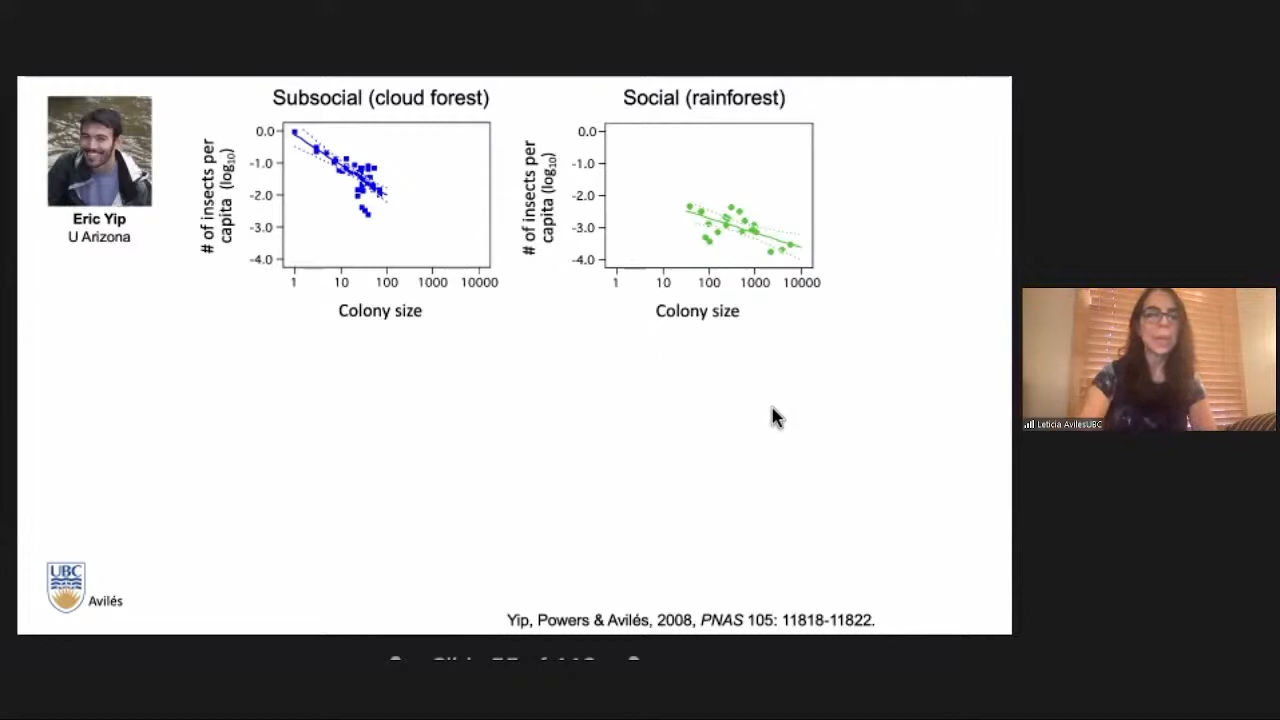 Subsocial (cloud forest)
Social (rainforest)
Eric Yip
U Arizona
# of insects per
capita (log10)
0.0
-1.0
-2.0
-3.0
-4.0
1 10 100 1000 10000
Colony size
# of insects per
capita (log10)
0.0
-1.0
-2.0
-3.0
-4.0
1 10 100 1000 10000
Colony size
Leticia AvilesUBC
UBC
Avilés
Yip, Powers & Avilés, 2008, PNAS 105: 11818-11822.